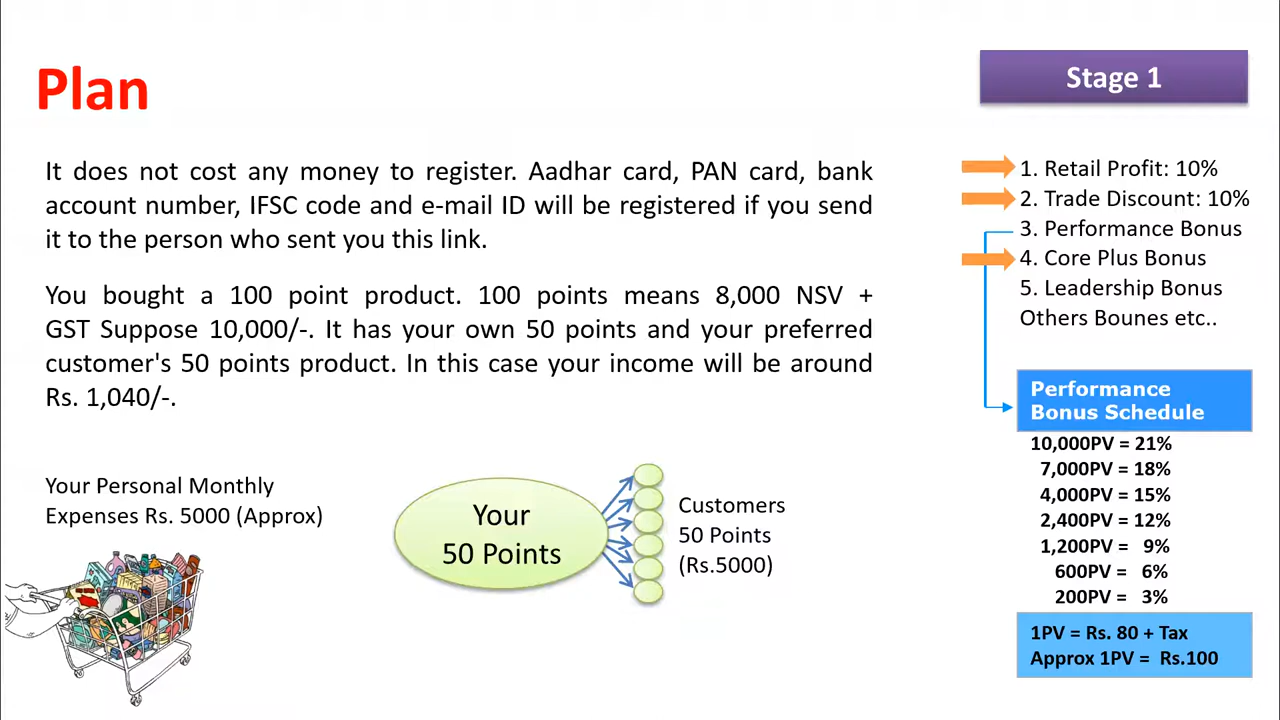 Plan
Stage 1
It does not cost any money to register. Aadhar card, PAN card, bank
account number, IFSC code and e-mail ID will be registered if you send
it to the person who sent you this link.
You bought a 100 point product. 100 points means 8,000 NSV +
GST Suppose 10,000/-. It has your own 50 points and your preferred
customer's 50 points product. In this case your income will be around
Rs. 1,040/-.
Your Personal Monthly
Expenses Rs. 5000 (Approx)
Your
50 Points
Customers
50 Points
(Rs.5000)
1. Retail Profit: 10%
2. Trade Discount: 10%
3. Performance Bonus
4. Core Plus Bonus
5. Leadership Bonus
Others Bounes etc..
Performance
Bonus Schedule
10,000PV = 21%
7,000PV = 18%
4,000PV = 15%
2,400PV = 12%
1,200PV = 9%
600PV = 6%
200PV = 3%
1PV = Rs. 80 + Tax
Approx 1PV = Rs.100